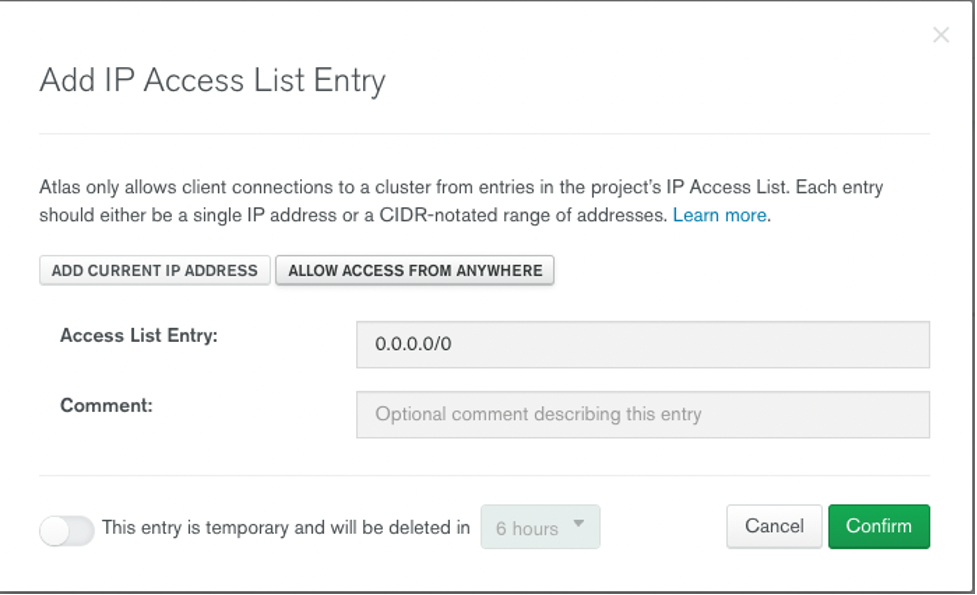 Add IP Access List Entry
Atlas only allows client connections to a cluster from entries in the project's IP Access List. Each entry
should either be a single IP address or a CIDR-notated range of addresses. Learn more.
ADD CURRENT IP ADDRESS
ALLOW ACCESS FROM ANYWHERE
Access List Entry:
0.0.0.0/0
Comment:
Optional comment describing this entry
This entry is temporary and will be deleted in
6 hours
Cancel
Confirm